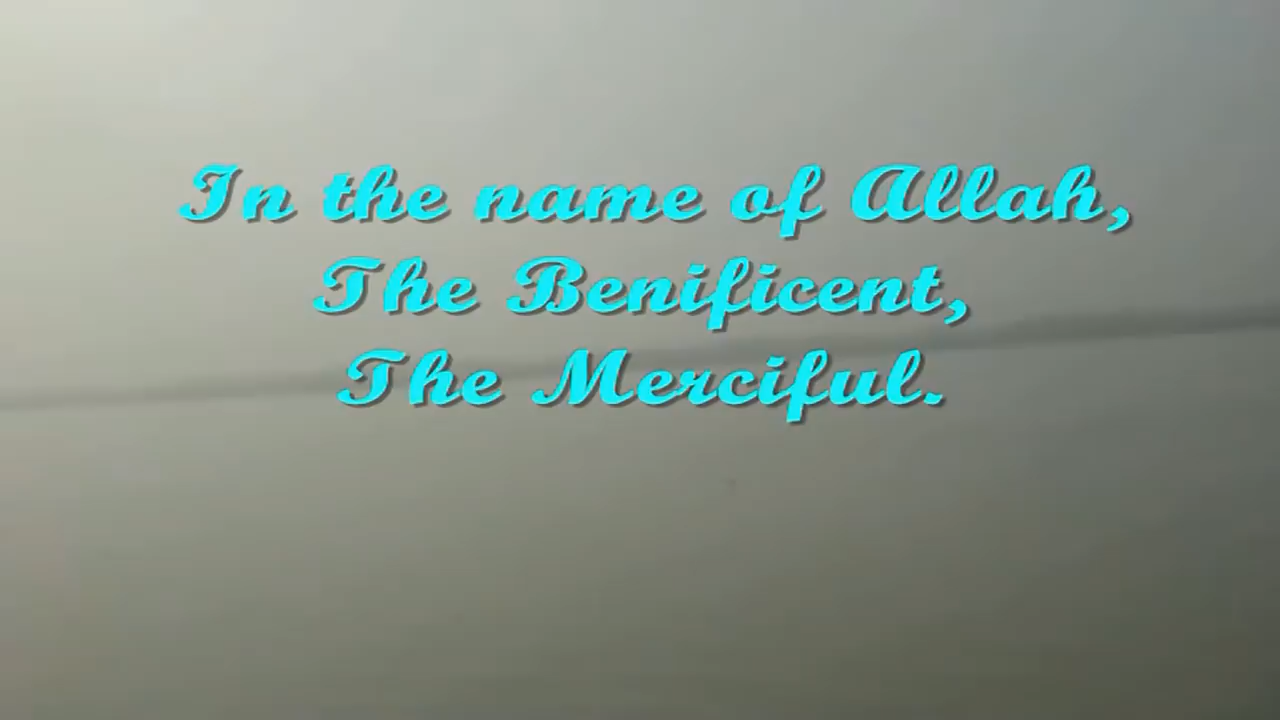 In the name of Allah,
The Benificent,
The Merciful.